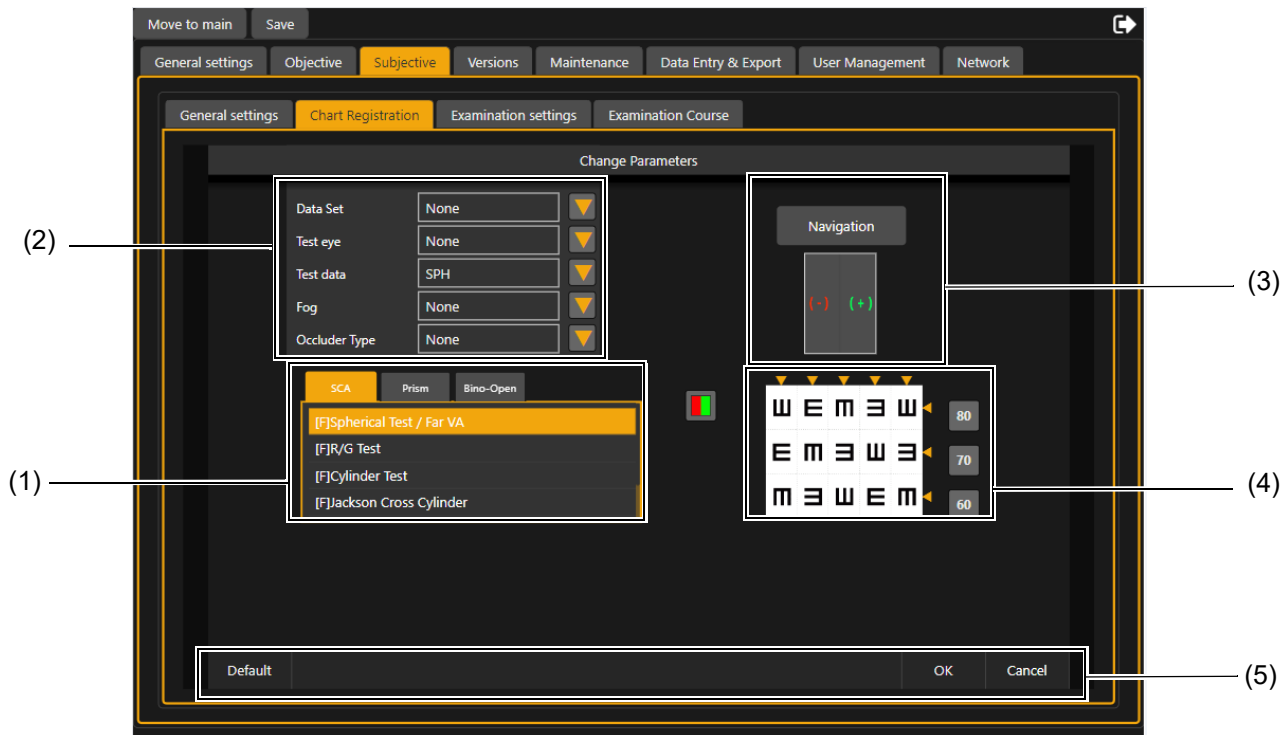 Move to main Save
General settings Objective Subjective Versions Maintenance Data Entry & Export User Management Network
General settings Chart Registration Examination settings Examination Course
Change Parameters
Data Set None
Test eye None
Test data SPH
Fog None
Occluder Type None
Navigation
(-) (+)
(2)
(3)
SCA Prism Bino-Open
[F]Spherical Test / Far VA
[F]R/G Test
[F]Cylinder Test
[F]Jackson Cross Cylinder
(1)
80
70
60
(4)
Default OK Cancel
(5)